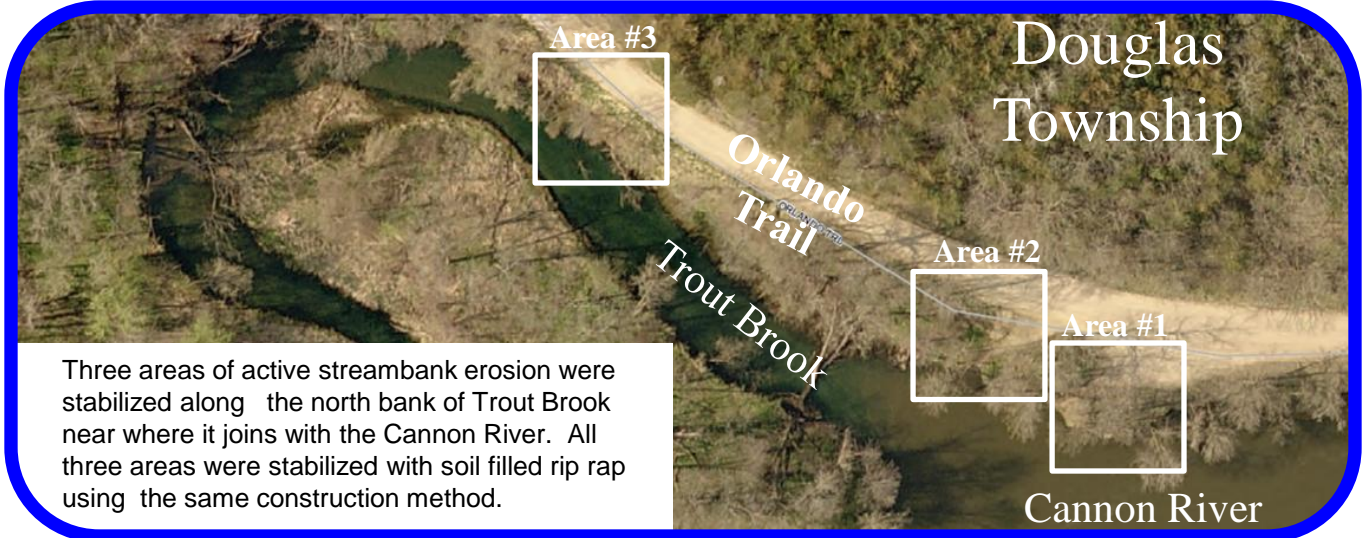 Area #3
Douglas
Township
Orlando
Trail
ORLANDO TRL
Trout Brook
Area #2
Area #1
Three areas of active streambank erosion were
stabilized along the north bank of Trout Brook
near where it joins with the Cannon River. All
three areas were stabilized with soil filled rip rap
using the same construction method.
Cannon River